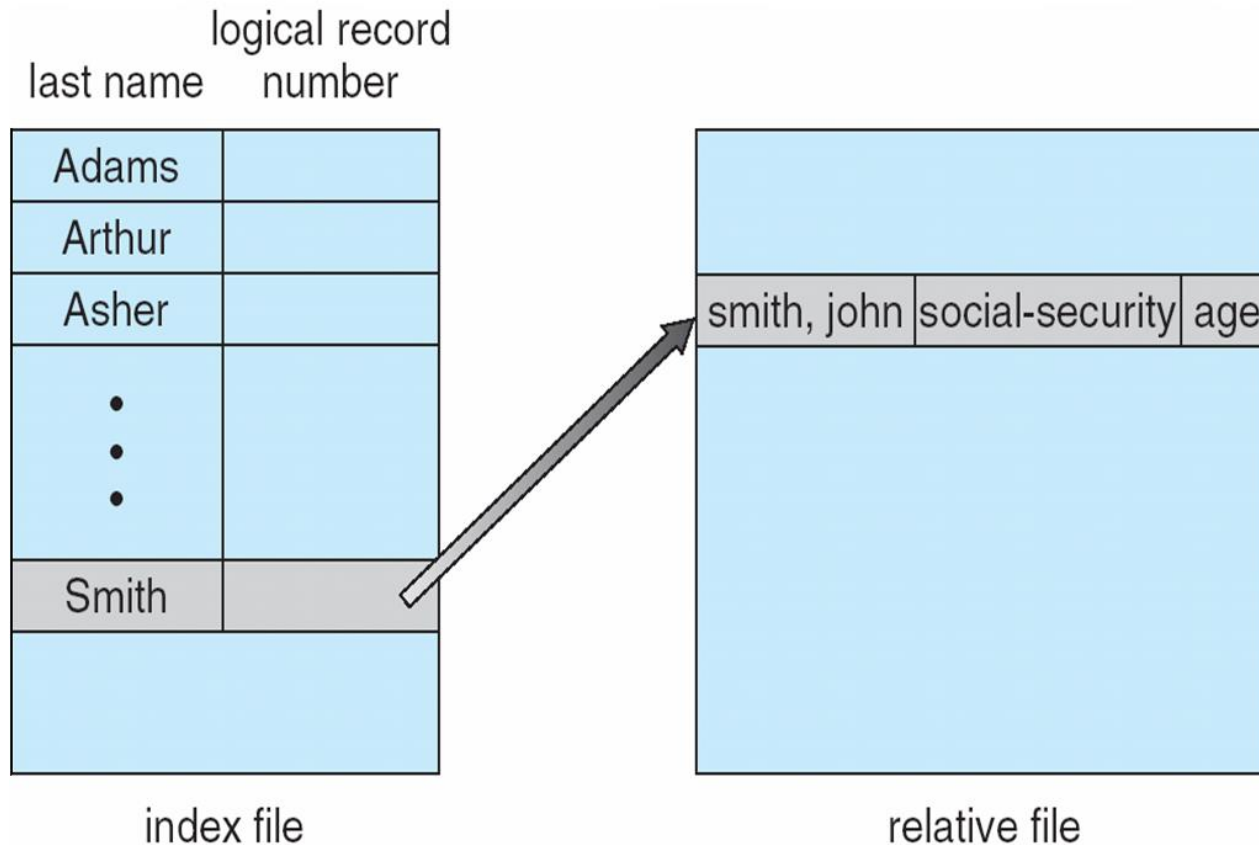 logical record
last name number
Adams
Arthur
Asher
Smith
smith, john social-security age
index file relative file